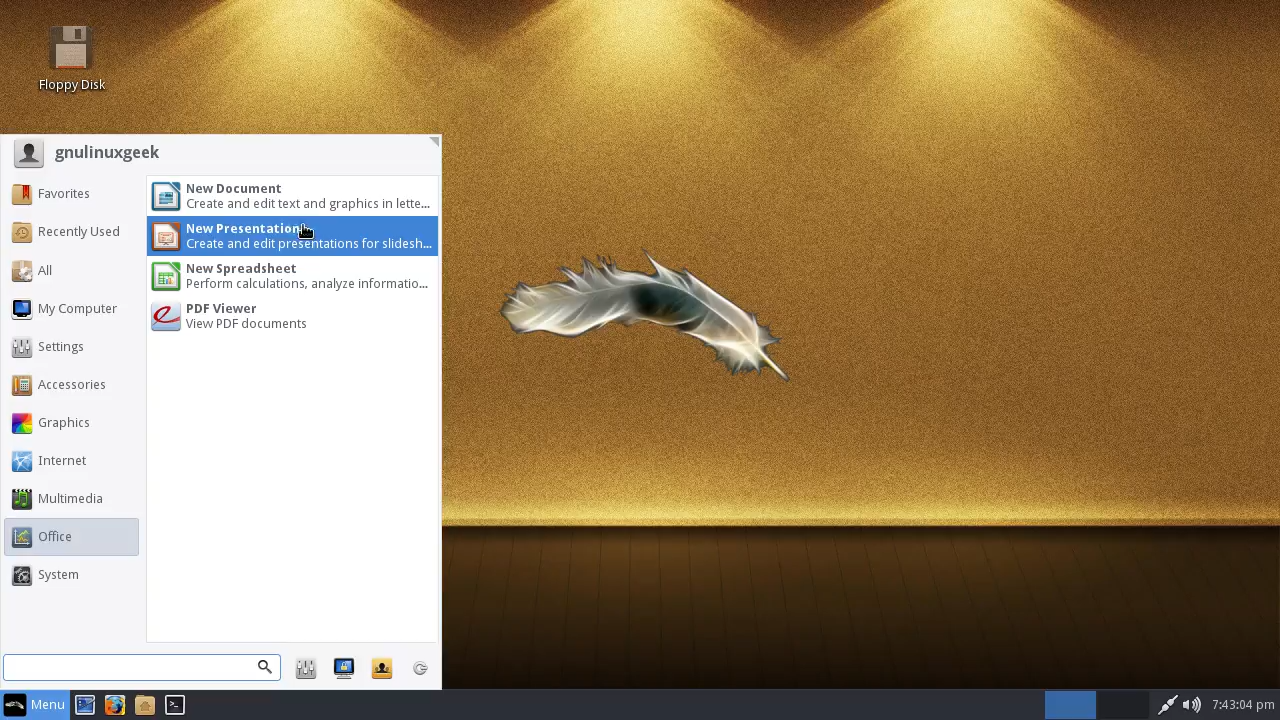 Floppy Disk
gnulinuxgeek
Favorites
Recently Used
All
My Computer
Settings
Accessories
Graphics
Internet
Multimedia
Office
System
New Document
Create and edit text and graphics in lette...
New Presentation
Create and edit presentations for slidesh...
New Spreadsheet
Perform calculations, analyze informatio...
PDF Viewer
View PDF documents
Menu
7:43:04 pm